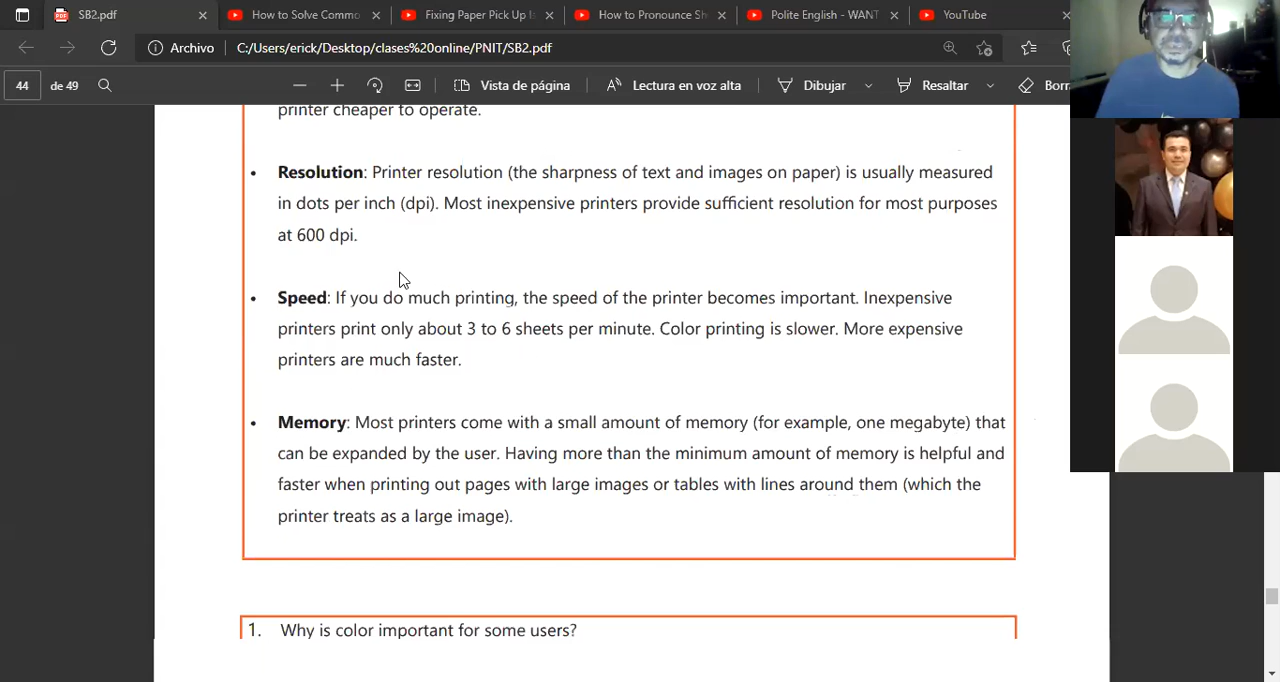 SB2.pdf
How to Solve Commo
Fixing Paper Pick Up Is
How to Pronounce Sh
Polite English - WANT
YouTube
Archivo
C:/Users/erick/Desktop/clases%20online/PNIT/SB2.pdf
44 de 49
Vista de página
Lectura en voz alta
Dibujar
Resaltar
Borr
printer cheaper to operate.
• Resolution: Printer resolution (the sharpness of text and images on paper) is usually measured
in dots per inch (dpi). Most inexpensive printers provide sufficient resolution for most purposes
at 600 dpi.
• Speed: If you do much printing, the speed of the printer becomes important. Inexpensive
printers print only about 3 to 6 sheets per minute. Color printing is slower. More expensive
printers are much faster.
• Memory: Most printers come with a small amount of memory (for example, one megabyte) that
can be expanded by the user. Having more than the minimum amount of memory is helpful and
faster when printing out pages with large images or tables with lines around them (which the
printer treats as a large image).
1. Why is color important for some users?